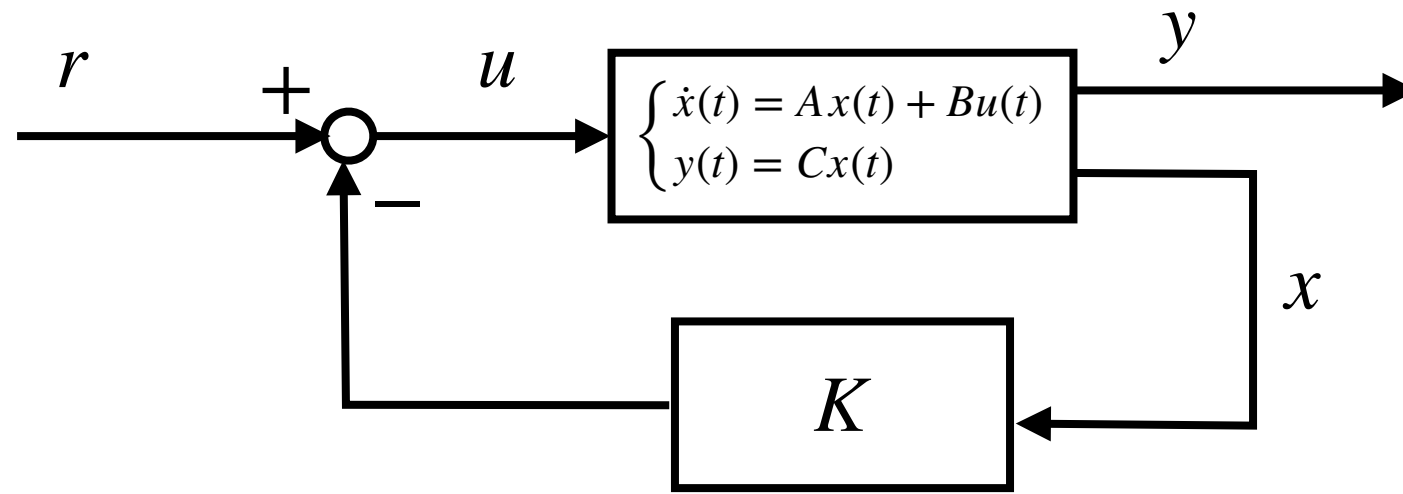 r
+
u
ẋ(t) = Ax(t) + Bu(t)
y(t) = Cx(t)
y
−
x
K